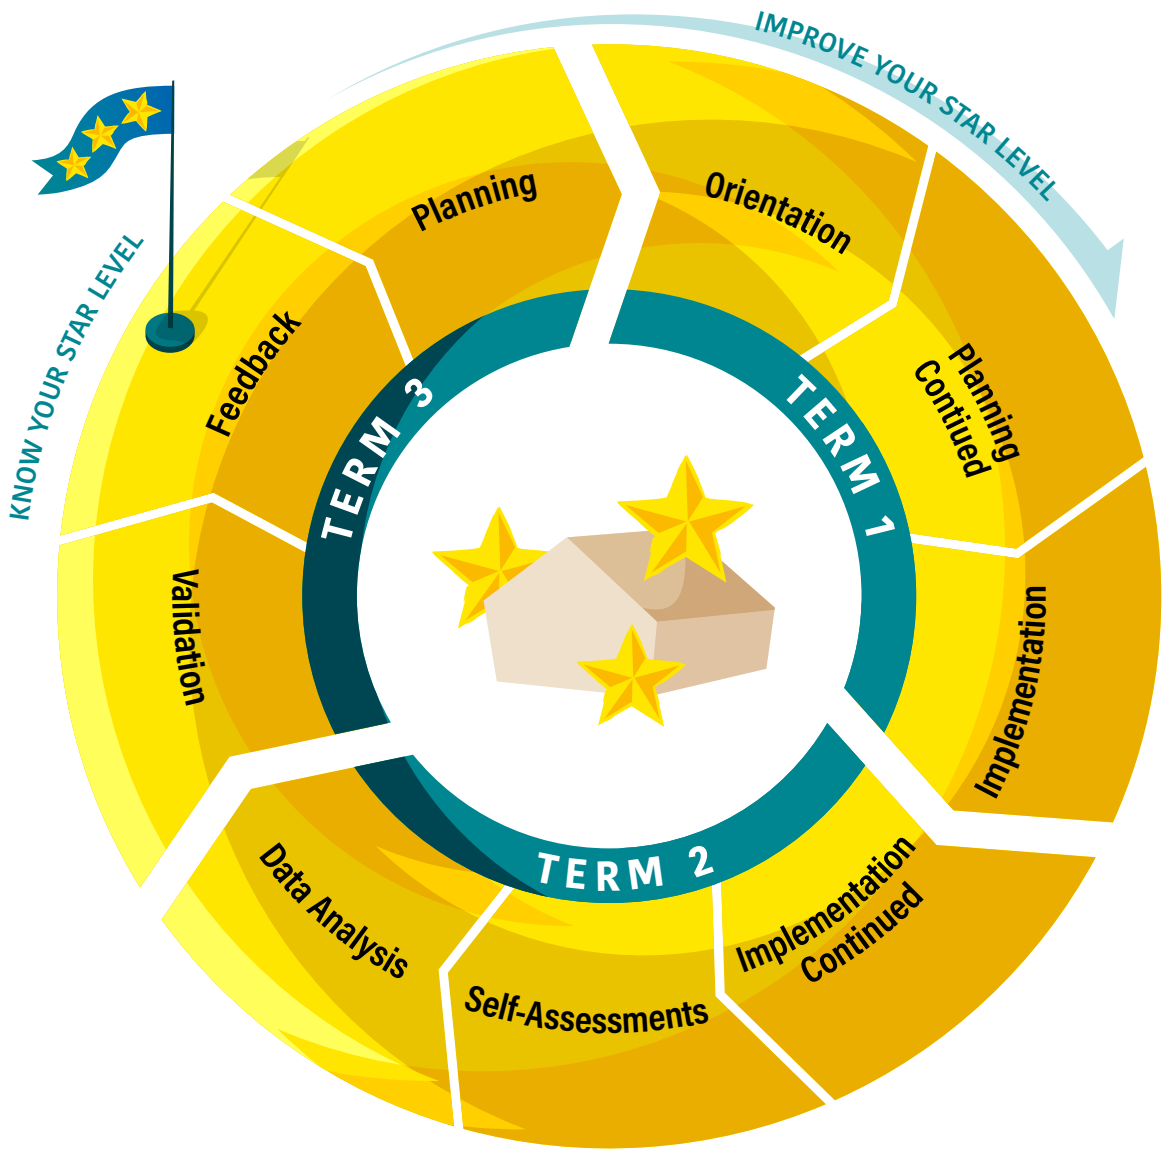 IMPROVE YOUR STAR LEVEL
KNOW YOUR STAR LEVEL
TERM 1
Orientation
Planning
Contiued
Implementation
TERM 2
Implementation
Continued
Self-Assessments
Data Analysis
TERM 3
Validation
Feedback
Planning